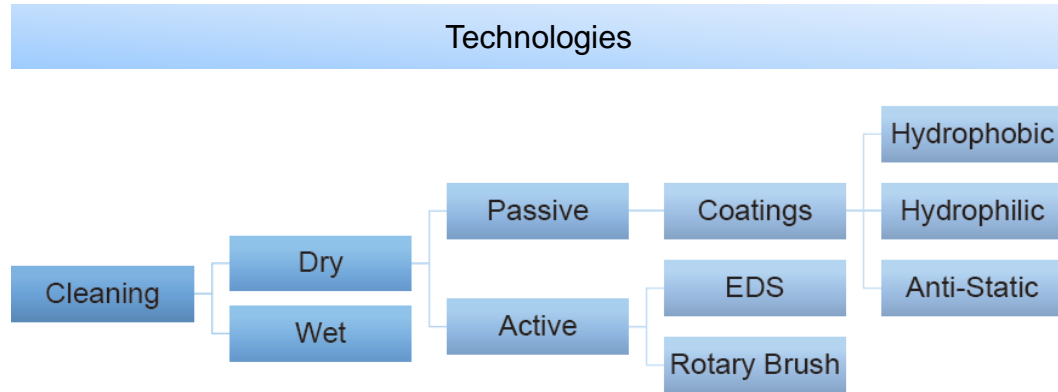 Technologies
Cleaning
Dry
Wet
Passive
Active
Coatings
EDS
Rotary Brush
Hydrophobic
Hydrophilic
Anti-Static